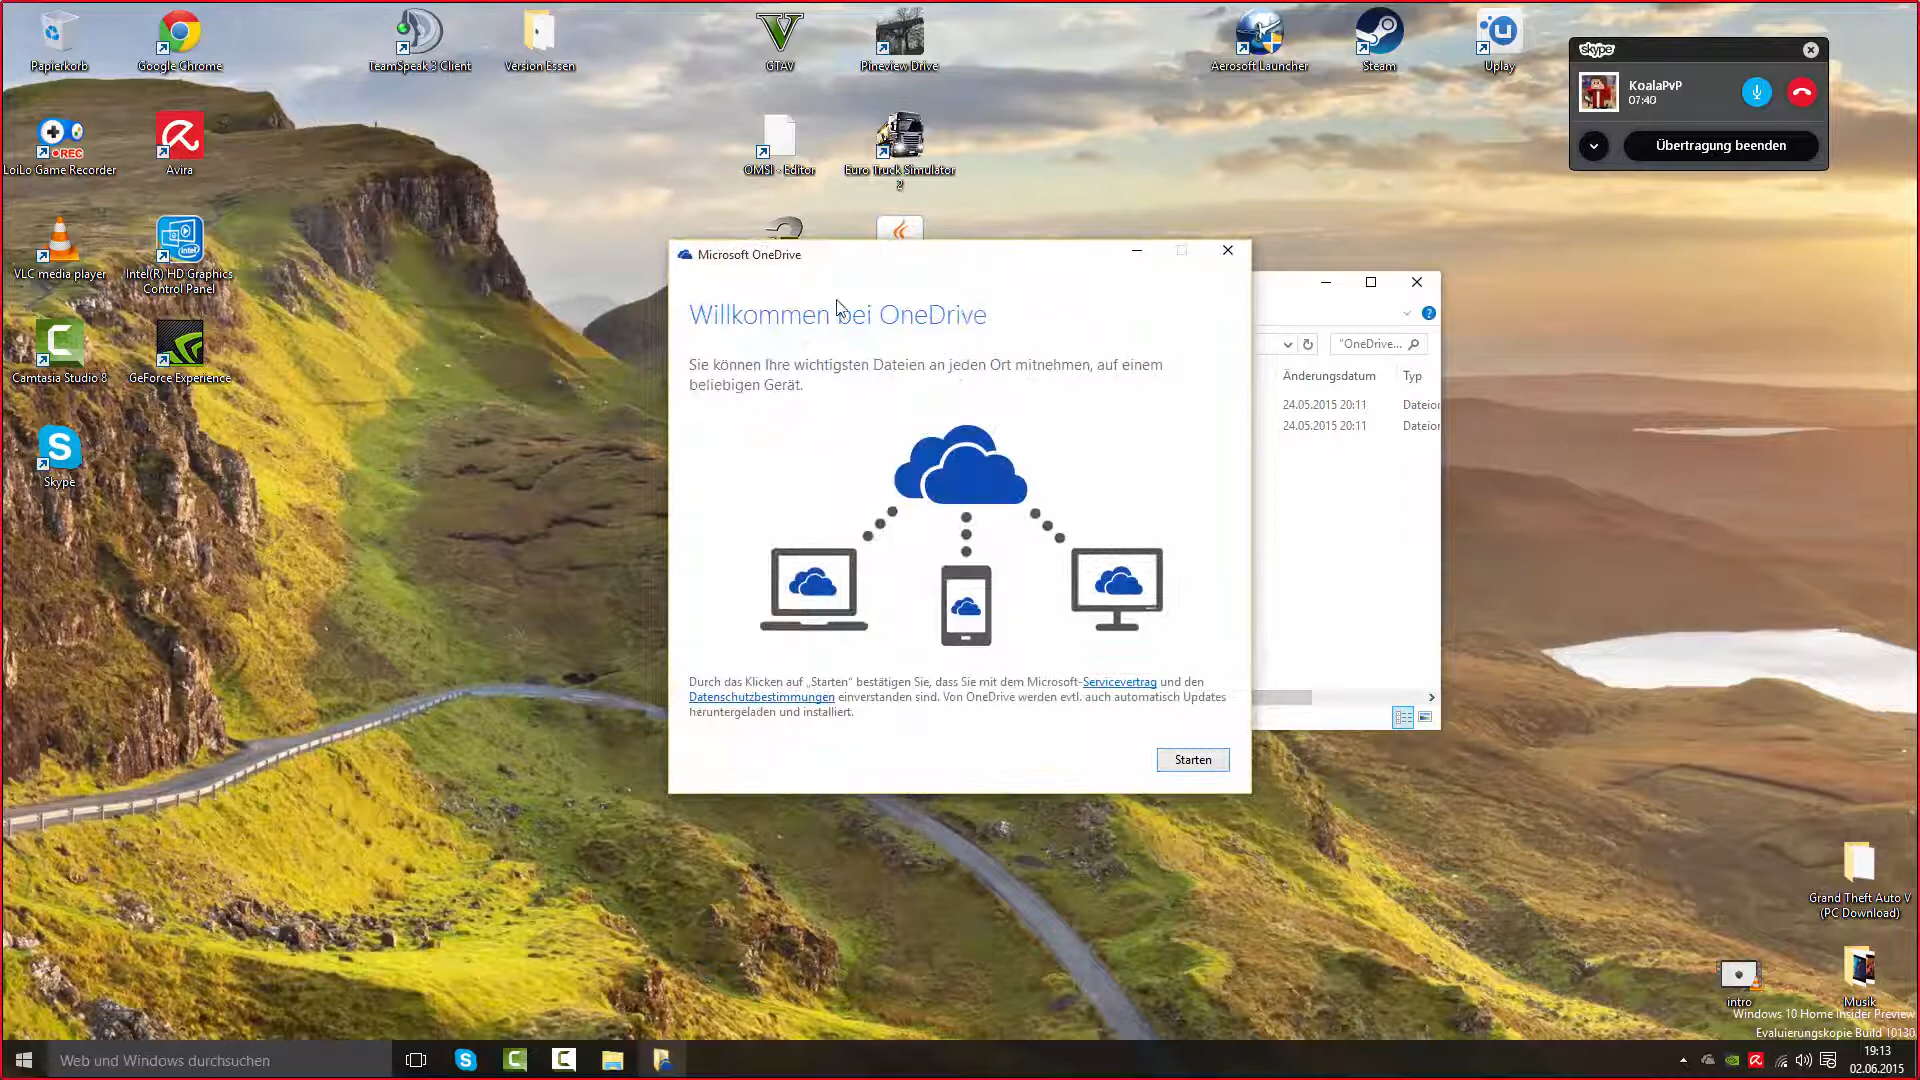 Papierkorb
Google Chrome
TeamSpeak 3 Client
Version Essen
GTAV
Pineview Drive
Aerosoft Launcher
Steam
Uplay
skype
KoalaPvP
07:40
Übertragung beenden
LoiLo Game Recorder
REC
Avira
OMSI - Editor
Euro Truck Simulator
2
VLC media player
Intel(R) HD Graphics
Control Panel
intel
Camtasia Studio 8
GeForce Experience
Skype
Microsoft OneDrive
Willkommen bei OneDrive
Sie können Ihre wichtigsten Dateien an jeden Ort mitnehmen, auf einem
beliebigen Gerät.
Durch das Klicken auf „Starten“ bestätigen Sie, dass Sie mit dem Microsoft-Servicevertrag und den
Datenschutzbestimmungen einverstanden sind. Von OneDrive werden evtl. auch automatisch Updates
heruntergeladen und installiert.
Starten
"OneDrive...
Änderungsdatum Typ
24.05.2015 20:11 Dateior
24.05.2015 20:11 Dateior
Grand Theft Auto V
(PC Download)
intro
Musik
Windows 10 Home Insider Preview
Evaluierungskopie Build 10130
Web und Windows durchsuchen
19:13
02.06.2015